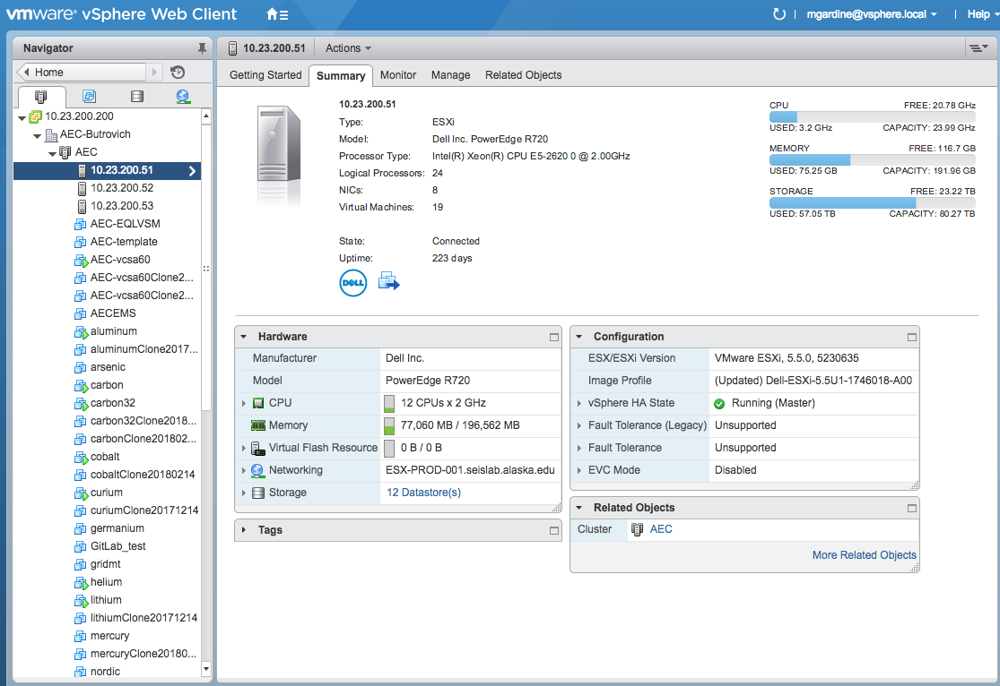 vmware® vSphere Web Client
mgardine@vsphere.local
Help
Navigator
Home
10.23.200.200
AEC-Butrovich
AEC
10.23.200.51
10.23.200.52
10.23.200.53
AEC-EQLVSM
AEC-template
AEC-vcsa60
AEC-vcsa60Clone2...
AEC-vcsa60Clone2...
AECEMS
aluminum
aluminumClone2017...
arsenic
carbon
carbon32
carbon32Clone2018...
carbonClone201802...
cobalt
cobaltClone20180214
curium
curiumClone20171214
germanium
GitLab_test
gridmt
helium
lithium
lithiumClone20171214
mercury
mercuryClone20180...
nordic
10.23.200.51 Actions
Getting Started Summary Monitor Manage Related Objects
10.23.200.51
Type: ESXi
Model: Dell Inc. PowerEdge R720
Processor Type: Intel(R) Xeon(R) CPU E5-2620 0 @ 2.00GHz
Logical Processors: 24
NICs: 8
Virtual Machines: 19
State: Connected
Uptime: 223 days
DELL
CPU FREE: 20.78 GHz
USED: 3.2 GHz CAPACITY: 23.99 GHz
MEMORY FREE: 116.7 GB
USED: 75.25 GB CAPACITY: 191.96 GB
STORAGE FREE: 23.22 TB
USED: 57.05 TB CAPACITY: 80.27 TB
Hardware
Manufacturer Dell Inc.
Model PowerEdge R720
CPU 12 CPUs x 2 GHz
Memory 77,060 MB / 196,562 MB
Virtual Flash Resource 0 B / 0 B
Networking ESX-PROD-001.seislab.alaska.edu
Storage 12 Datastore(s)
Tags
Configuration
ESX/ESXi Version VMware ESXi, 5.5.0, 5230635
Image Profile (Updated) Dell-ESXi-5.5U1-1746018-A00
vSphere HA State Running (Master)
Fault Tolerance (Legacy) Unsupported
Fault Tolerance Unsupported
EVC Mode Disabled
Related Objects
Cluster AEC
More Related Objects